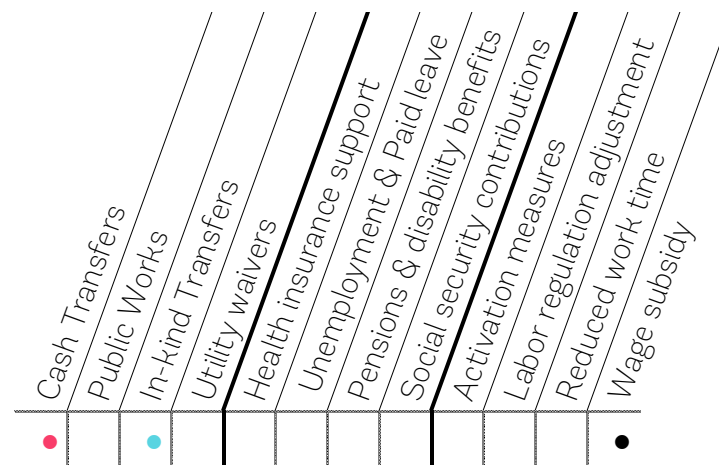 Cash Transfers
Public Works
In-kind Transfers
Utility waivers
Health insurance support
Unemployment & Paid leave
Pensions & disability benefits
Social security contributions
Activation measures
Labor regulation adjustment
Reduced work time
Wage subsidy